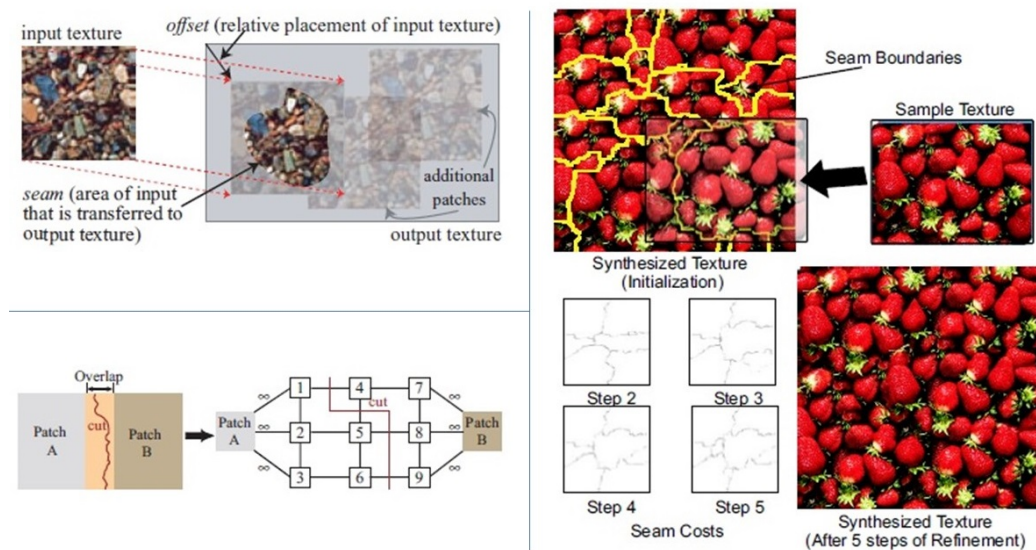 offset (relative placement of input texture)
input texture
seam (area of input
that is transferred to
output texture)
additional
patches
output texture
Overlap
cut
Patch
A
Patch
B
Patch
A
∞
∞
∞
1
4
7
2
5
8
3
6
9
cut
∞
∞
∞
Patch
B
Seam Boundaries
Sample Texture
Synthesized Texture
(Initialization)
Step 2
Step 3
Step 4
Step 5
Seam Costs
Synthesized Texture
(After 5 steps of Refinement)